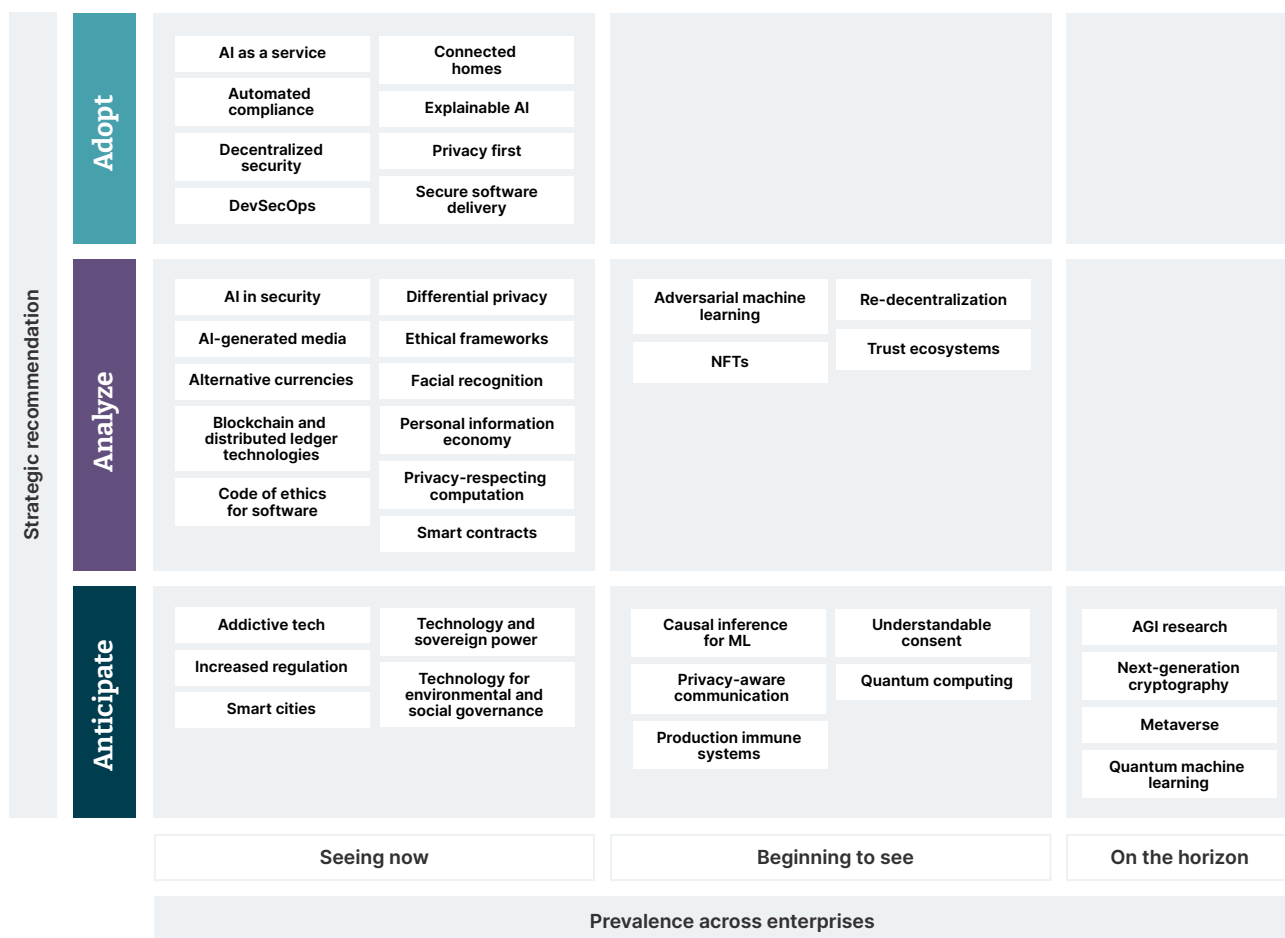 Strategic recommendation
Adopt
AI as a service
Automated
compliance
Decentralized
security
DevSecOps
Connected
homes
Explainable AI
Privacy first
Secure software
delivery
Analyze
AI in security
AI-generated media
Alternative currencies
Blockchain and
distributed ledger
technologies
Code of ethics
for software
Differential privacy
Ethical frameworks
Facial recognition
Personal information
economy
Privacy-respecting
computation
Smart contracts
Adversarial machine
learning
NFTs
Re-decentralization
Trust ecosystems
Anticipate
Addictive tech
Increased regulation
Smart cities
Technology and
sovereign power
Technology for
environmental and
social governance
Causal inference
for ML
Privacy-aware
communication
Production immune
systems
Understandable
consent
Quantum computing
AGI research
Next-generation
cryptography
Metaverse
Quantum machine
learning
Seeing now
Beginning to see
On the horizon
Prevalence across enterprises